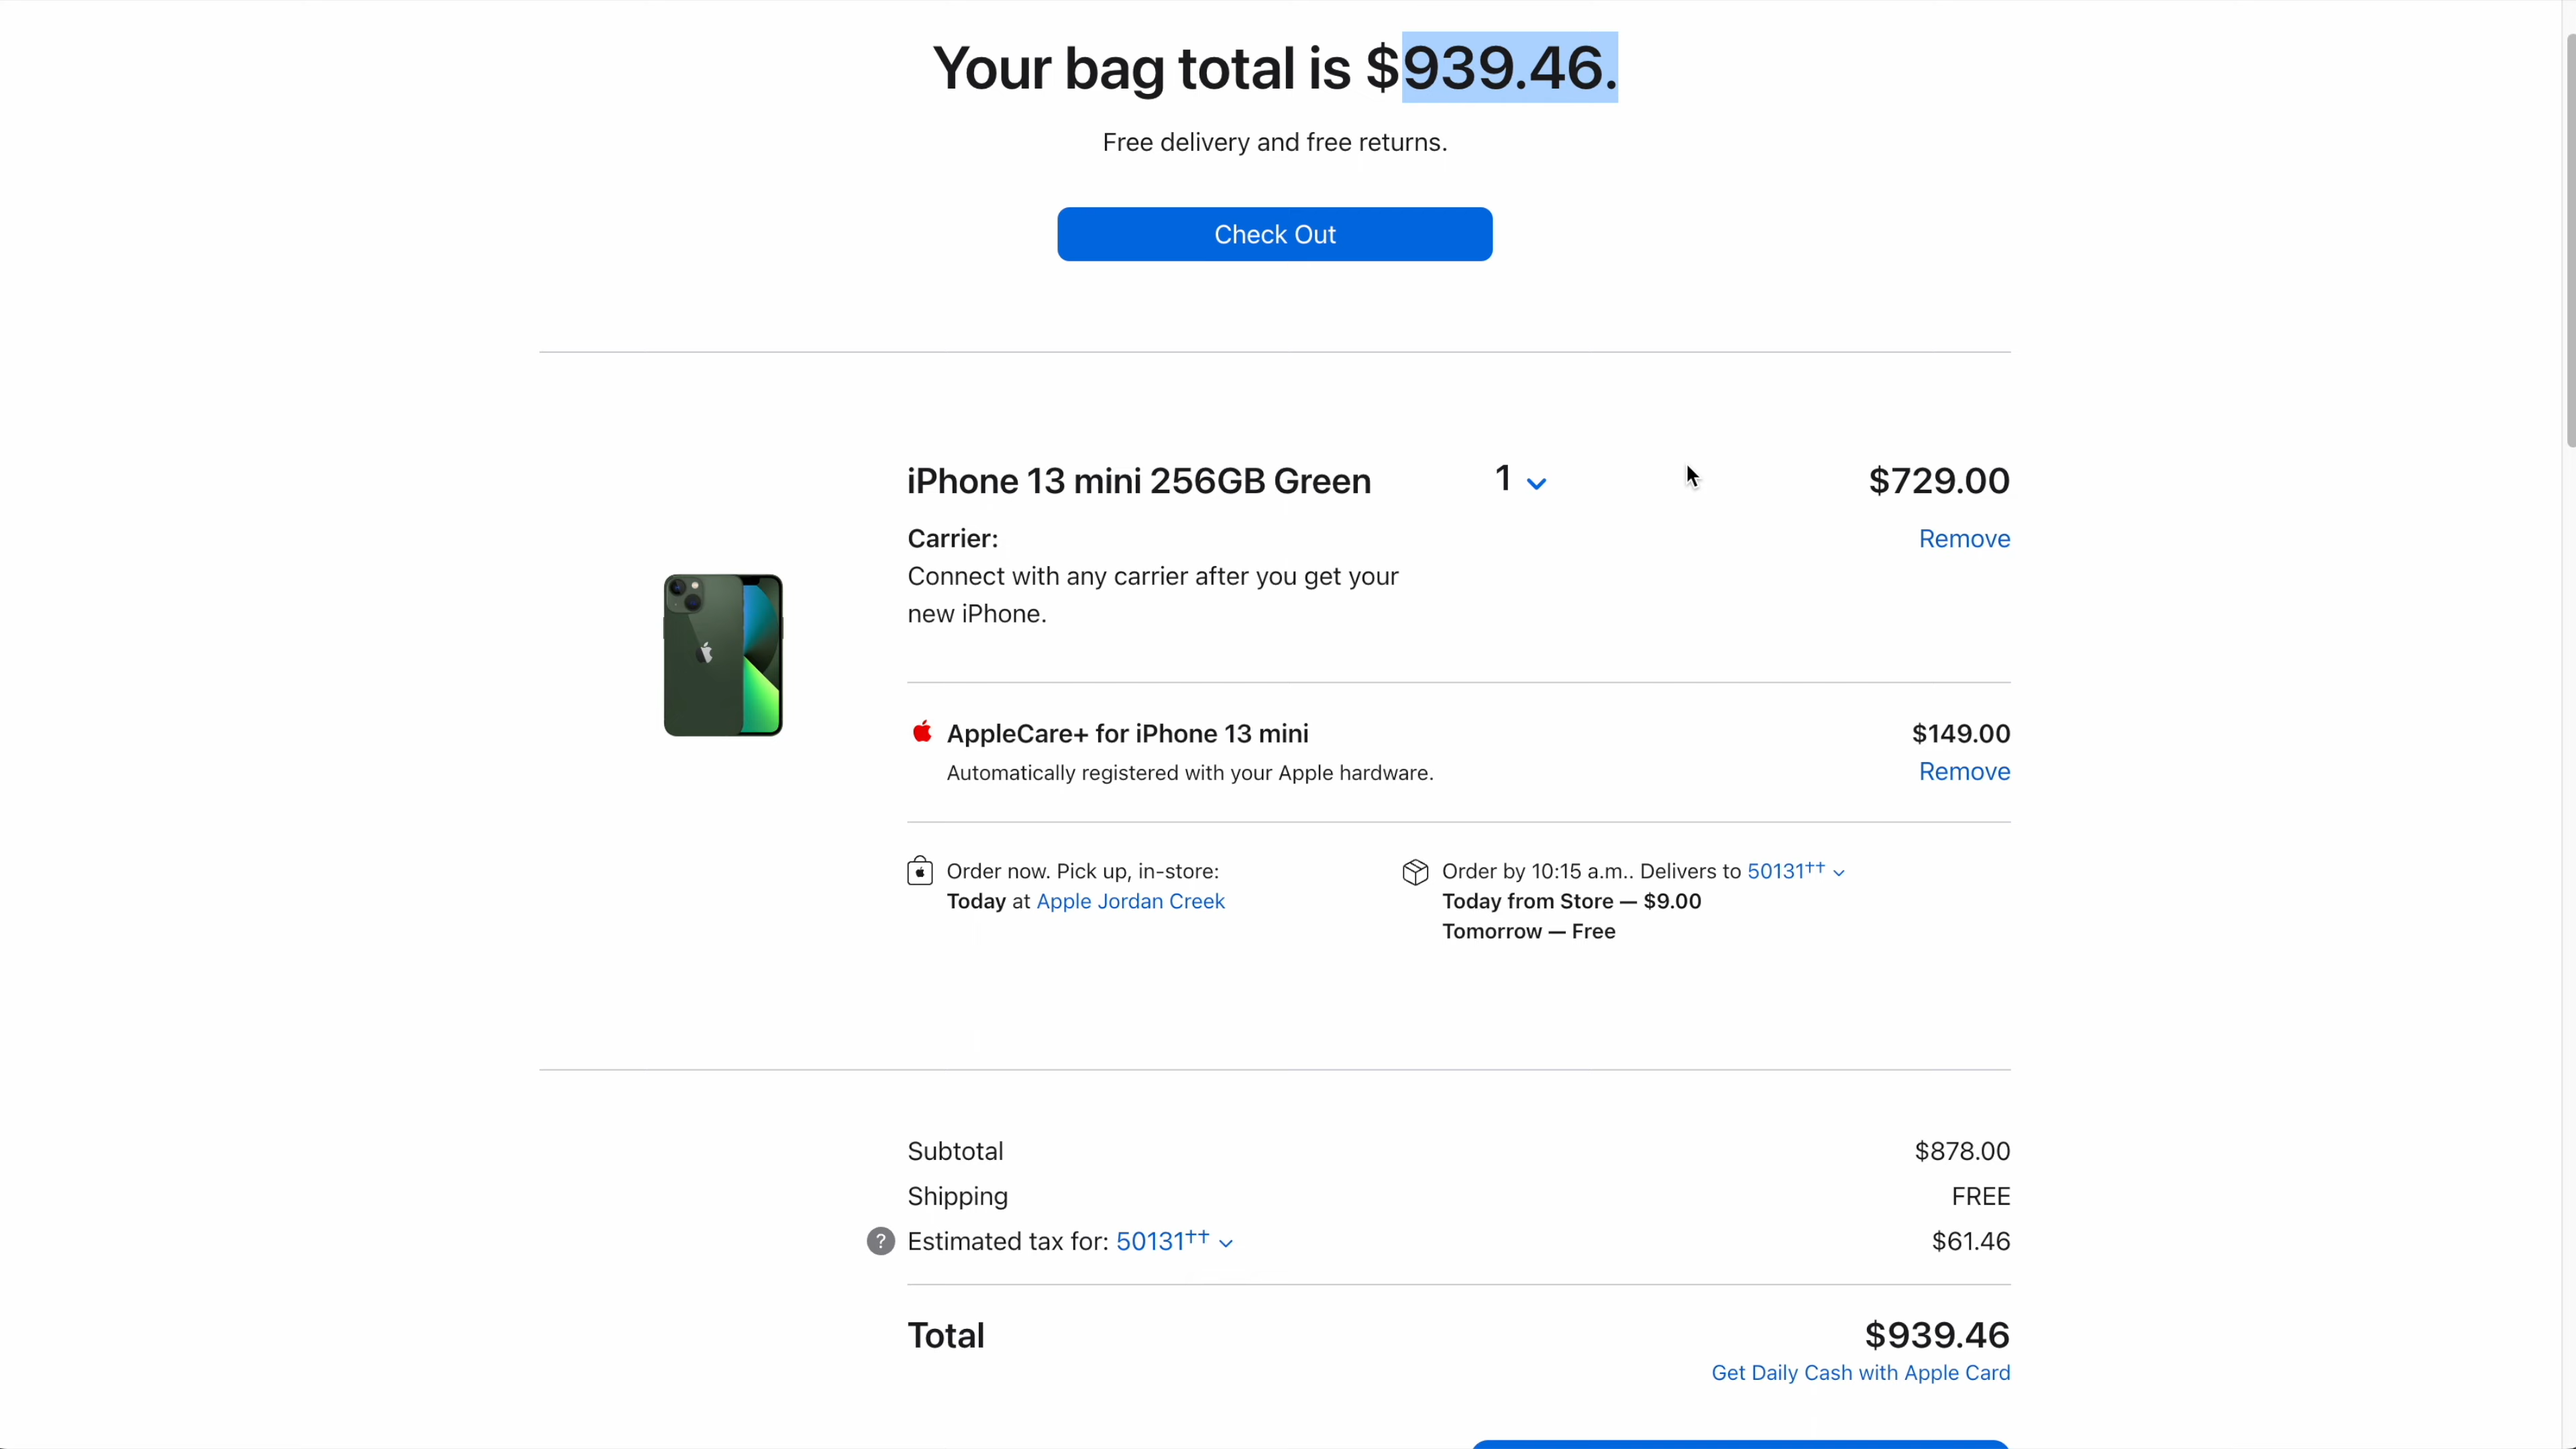 Your bag total is $939.46.
Free delivery and free returns.
Check Out
iPhone 13 mini 256GB Green
1
$729.00
Carrier:
Remove
Connect with any carrier after you get your
new iPhone.
AppleCare+ for iPhone 13 mini
$149.00
Automatically registered with your Apple hardware.
Remove
Order now. Pick up, in-store:
Today at Apple Jordan Creek
Order by 10:15 a.m.. Delivers to 50131††
Today from Store — $9.00
Tomorrow — Free
Subtotal
$878.00
Shipping
FREE
? Estimated tax for: 50131††
$61.46
Total
$939.46
Get Daily Cash with Apple Card